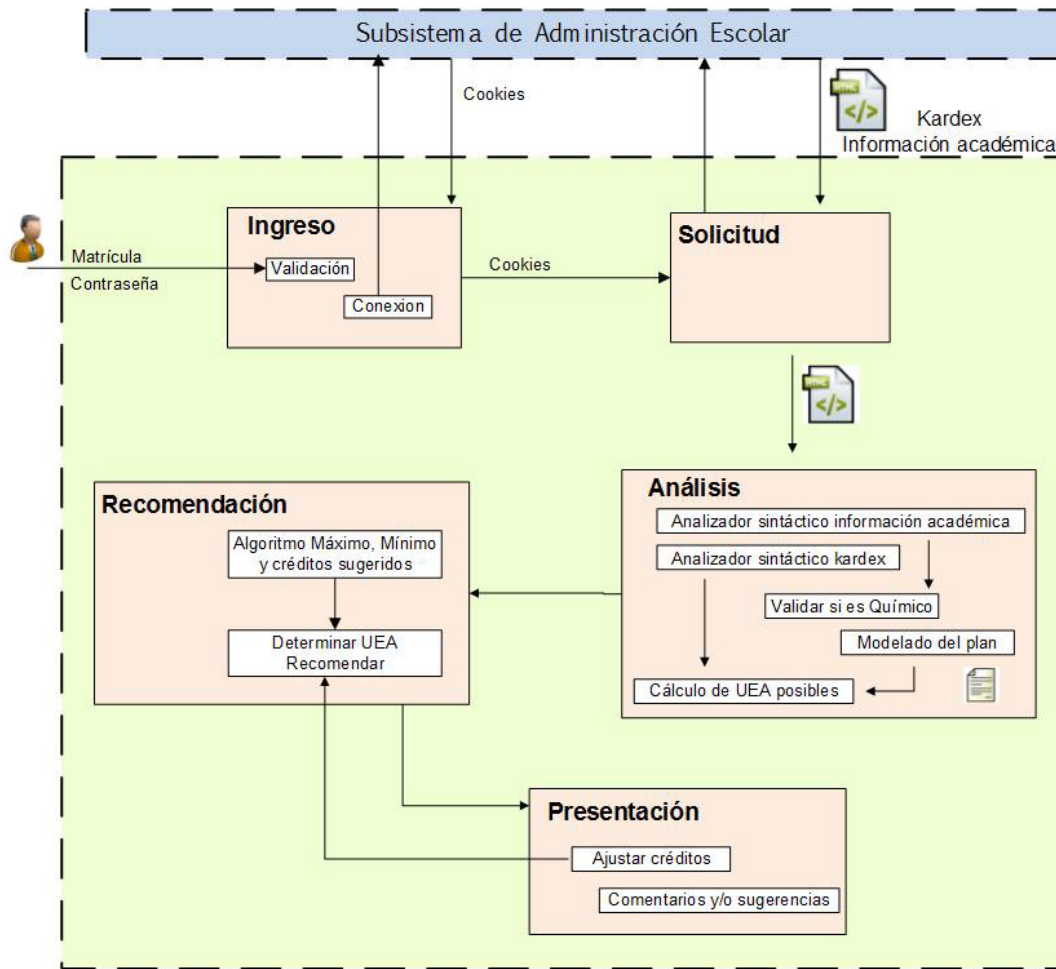 Subsistema de Administración Escolar
Cookies
HTML
</>
Kardex
Información académica
Matrícula
Contraseña
Ingreso
Validación
Conexion
Cookies
Solicitud
HTML
</>
Análisis
Analizador sintáctico información académica
Analizador sintáctico kardex
Validar si es Químico
Modelado del plan
Cálculo de UEA posibles
Recomendación
Algoritmo Máximo, Mínimo
y créditos sugeridos
Determinar UEA
Recomendar
Presentación
Ajustar créditos
Comentarios y/o sugerencias